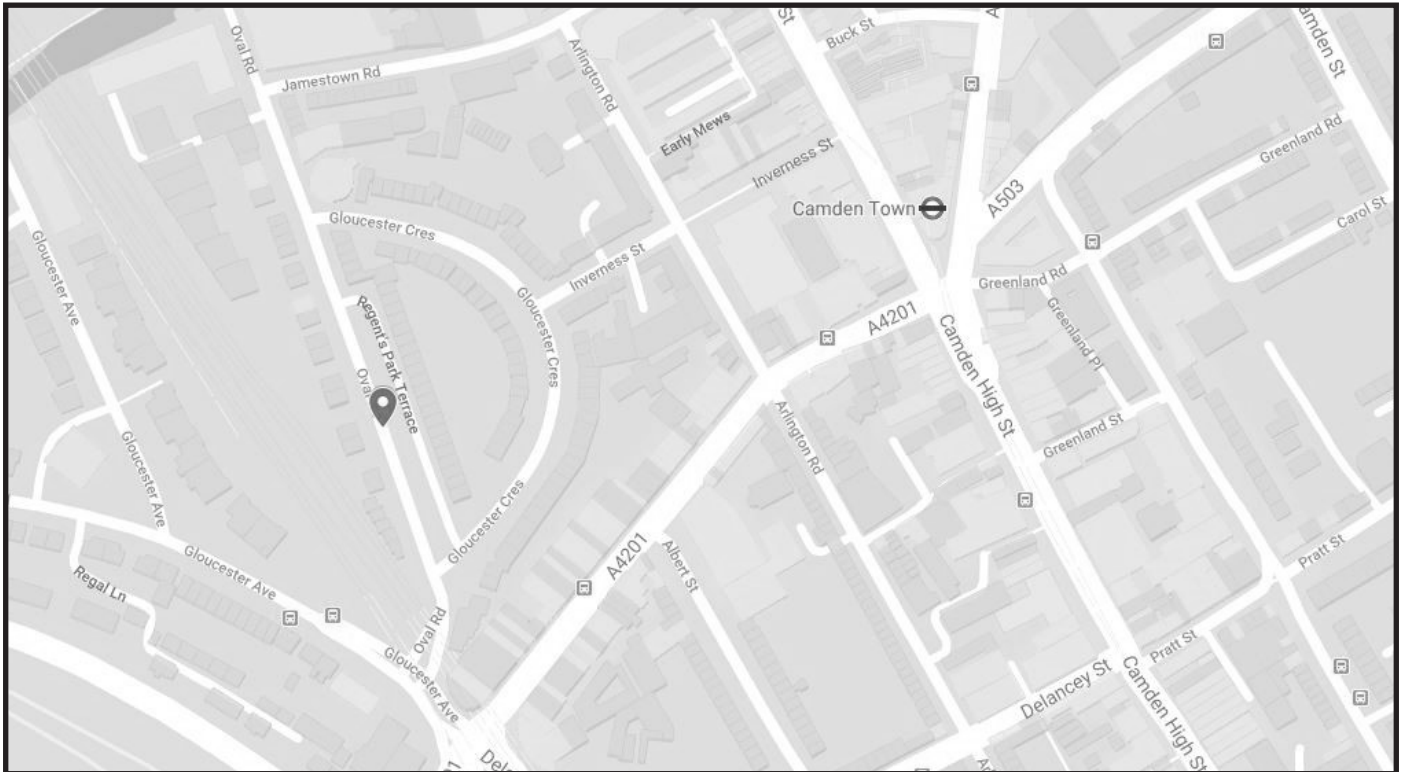 Oval Rd
Jamestown Rd
Arlington Rd
St
Buck St
A
Camden St
Early Mews
Inverness St
Greenland Rd
Camden Town
A503
Carol St
Gloucester Cres
Gloucester Ave
Inverness St
Greenland Rd
Gloucester Cres
Regent's Park Terrace
Oval
A4201
Camden High St
Greenland Pl
Arlington Rd
Greenland St
Gloucester Ave
Gloucester Cres
A4201
Albert St
Pratt St
Gloucester Ave
Regal Ln
Oval Rd
Gloucester Ave
Pratt St
Delancey St
Camden High St